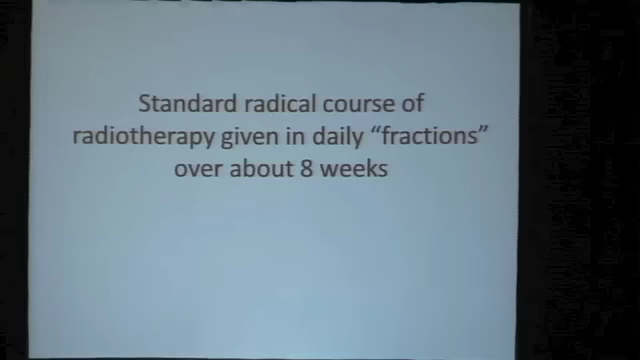 Standard radical course of
radiotherapy given in daily “fractions”
over about 8 weeks